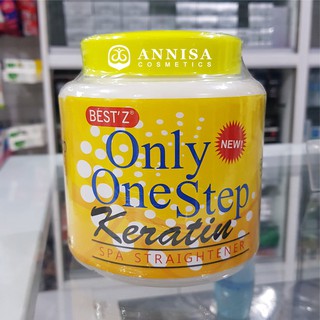 ANNISA
COSMETICS
BEST'Z
NEW!
Only
One Step
Keratin
SPA STRAIGHTENER